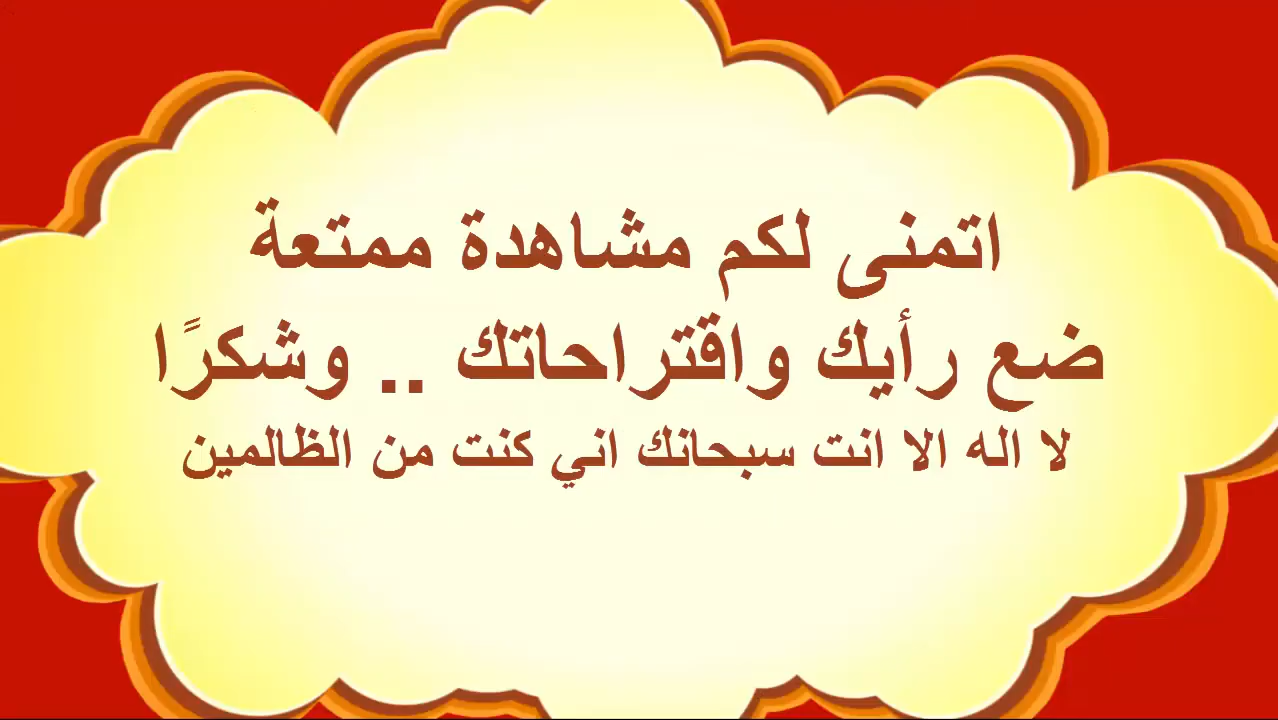 اتمنى لكم مشاهدة ممتعة
ضع رأيك واقتراحاتك .. وشكرًا
لا اله الا انت سبحانك اني كنت من الظالمين